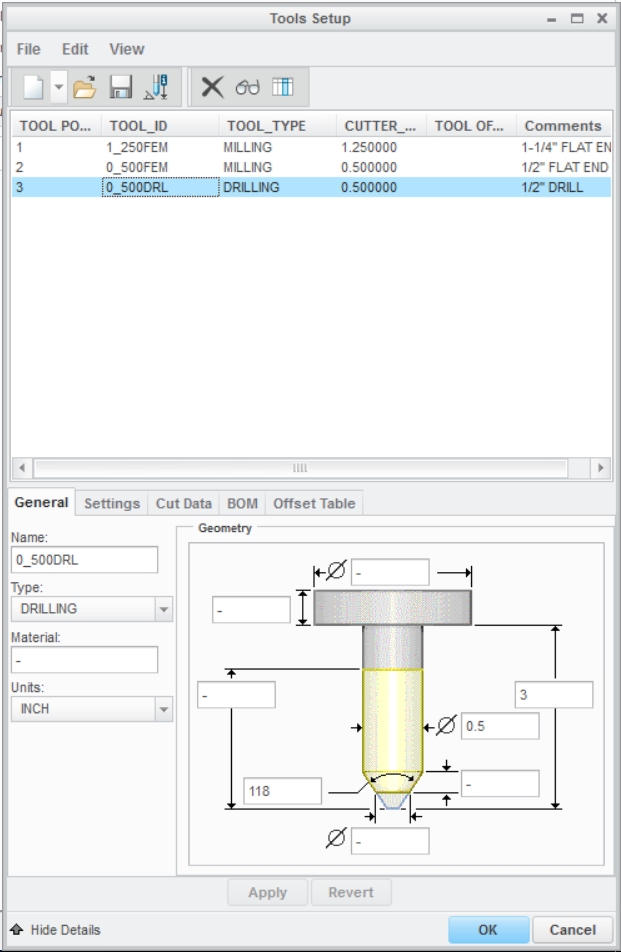 Tools Setup
File Edit View
TOOL PO... TOOL_ID TOOL_TYPE CUTTER_... TOOL OF... Comments
1 1_250FEM MILLING 1.250000 1-1/4" FLAT EN
2 0_500FEM MILLING 0.500000 1/2" FLAT END
3 0_500DRL DRILLING 0.500000 1/2" DRILL
General Settings Cut Data BOM Offset Table
Name:
0_500DRL
Type:
DRILLING
Material:
-
Units:
INCH
Geometry
Ø -
-
- 3
Ø 0.5
118 -
Ø -
Apply Revert
Hide Details OK Cancel